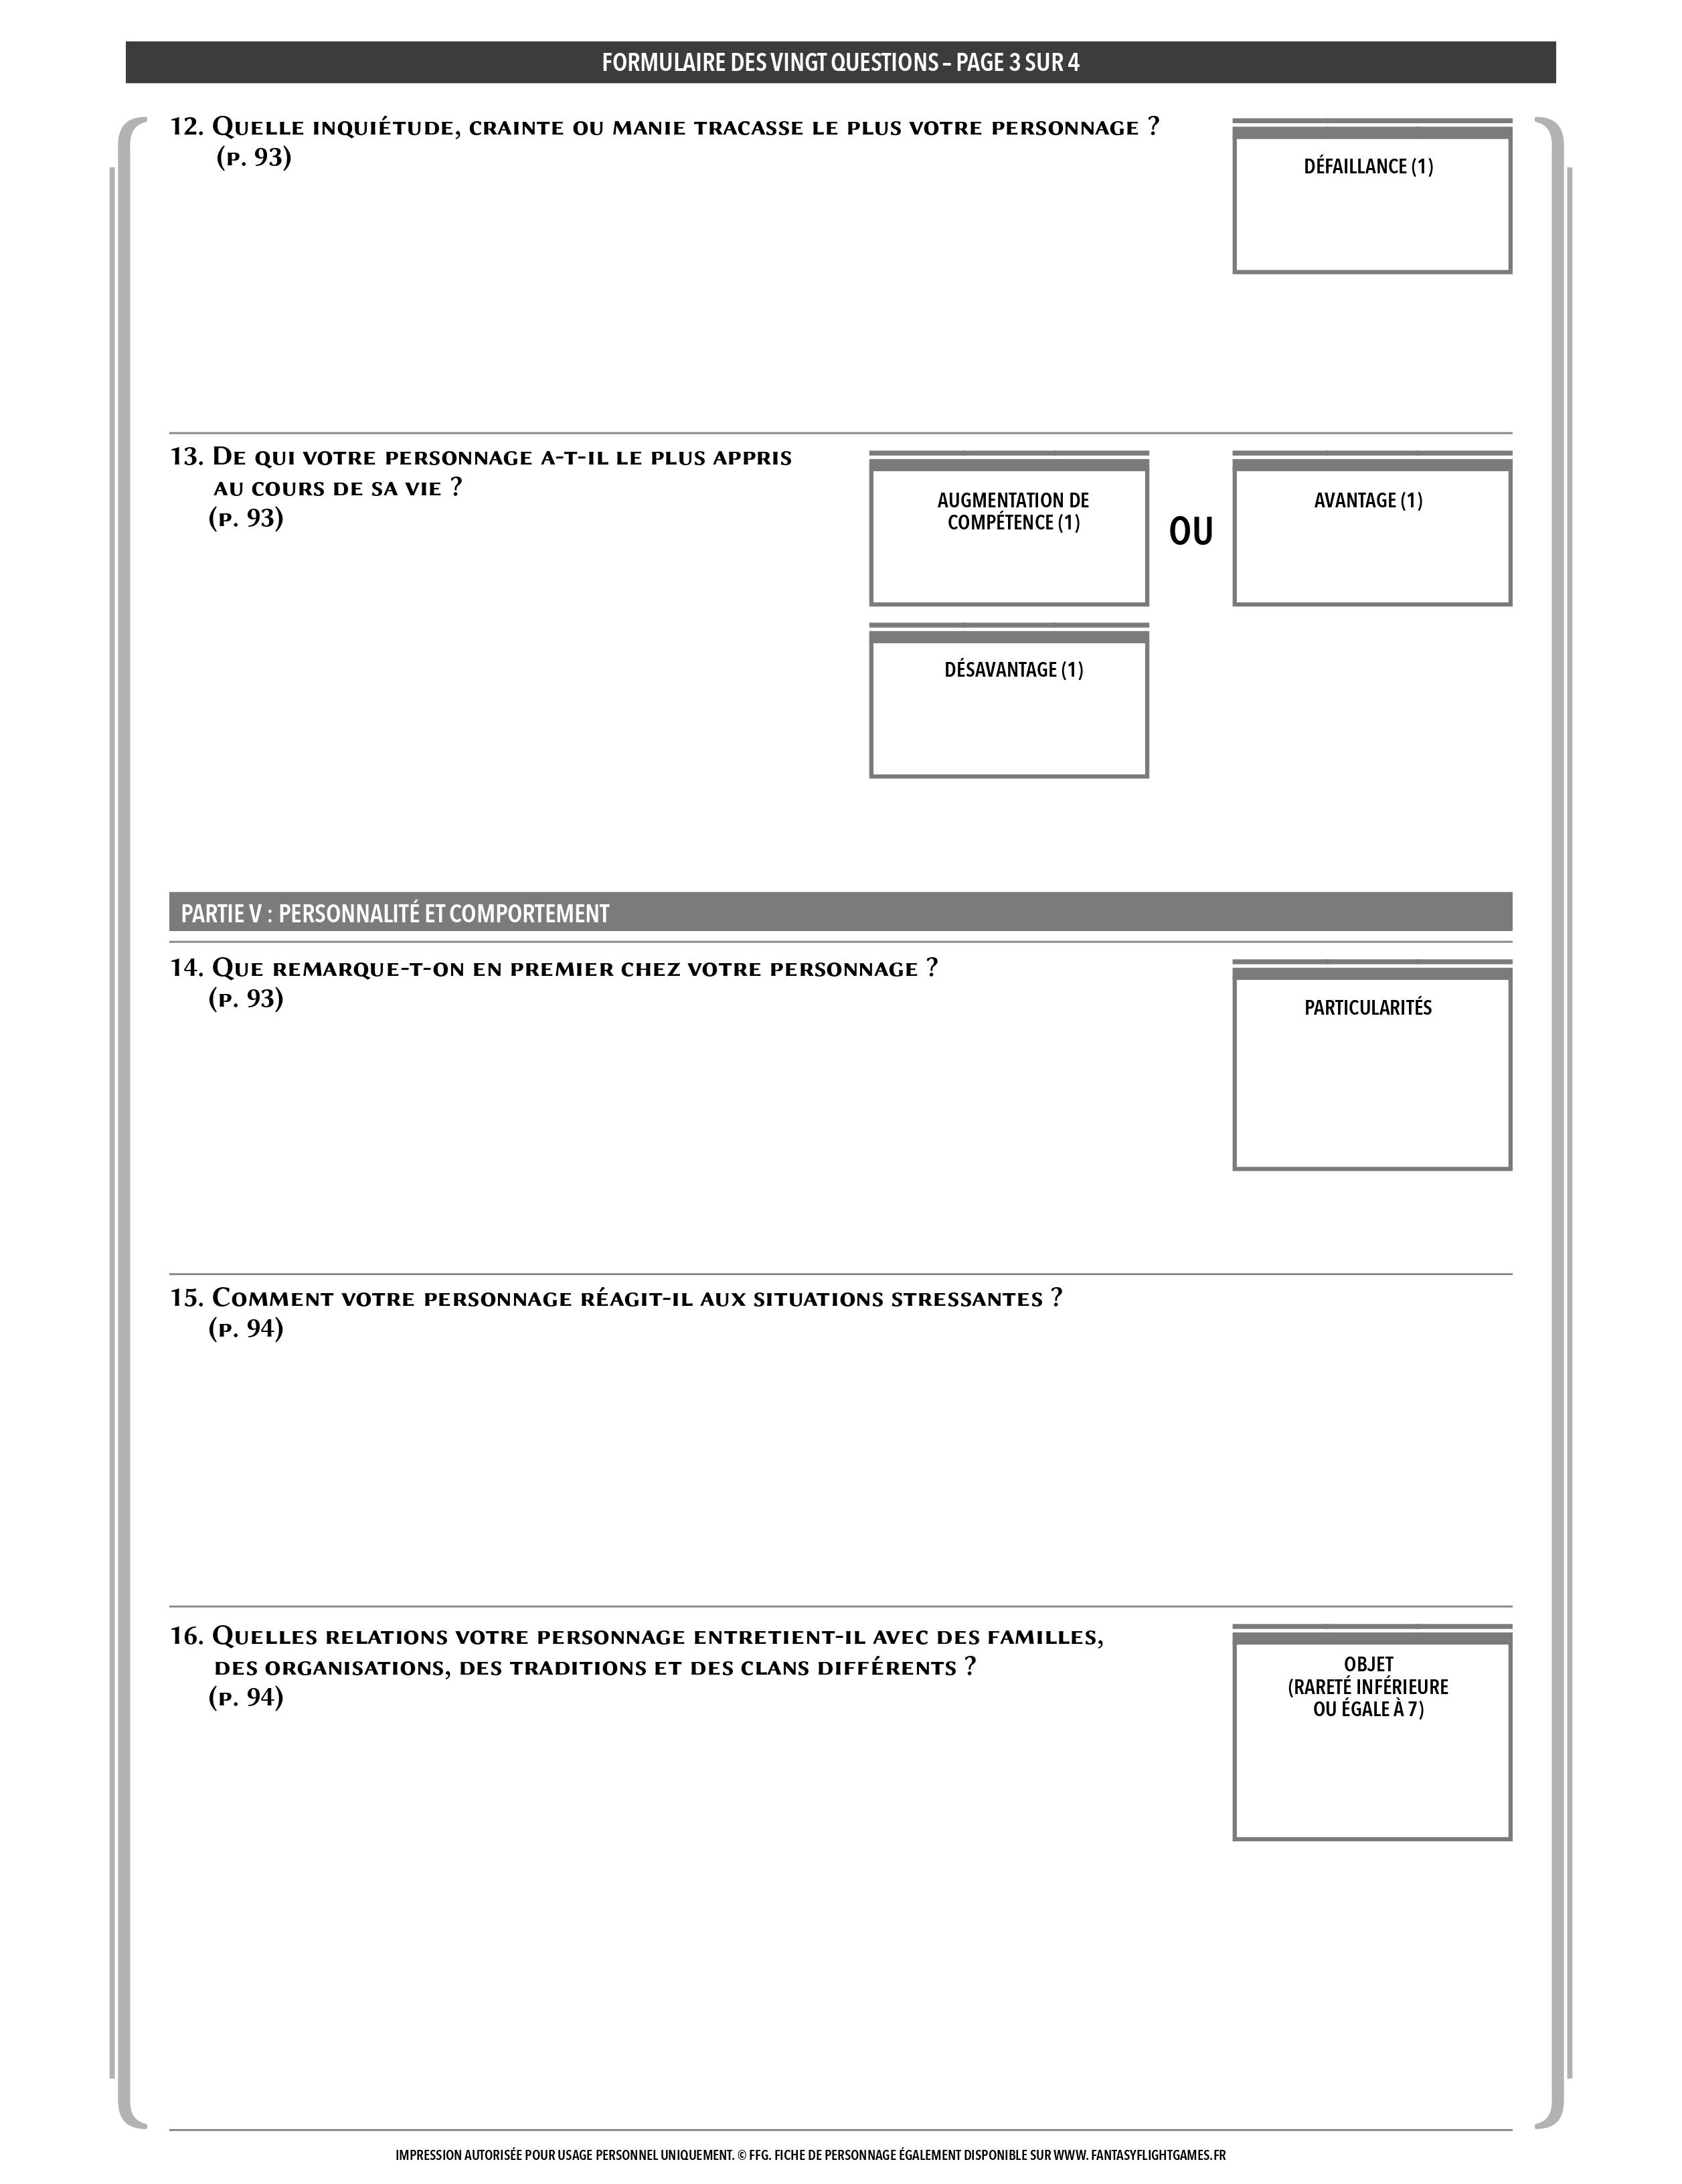 FORMULAIRE DES VINGT QUESTIONS – PAGE 3 SUR 4
12. Quelle inquiétude, crainte ou manie tracasse le plus votre personnage ?
(p. 93)
DÉFAILLANCE (1)
13. De qui votre personnage a-t-il le plus appris
au cours de sa vie ?
(p. 93)
AUGMENTATION DE
COMPÉTENCE (1)
OU
AVANTAGE (1)
DÉSAVANTAGE (1)
PARTIE V : PERSONNALITÉ ET COMPORTEMENT
14. Que remarque-t-on en premier chez votre personnage ?
(p. 93)
PARTICULARITÉS
15. Comment votre personnage réagit-il aux situations stressantes ?
(p. 94)
16. Quelles relations votre personnage entretient-il avec des familles,
des organisations, des traditions et des clans différents ?
(p. 94)
OBJET
(RARETÉ INFÉRIEURE
OU ÉGALE À 7)
IMPRESSION AUTORISÉE POUR USAGE PERSONNEL UNIQUEMENT. © FFG. FICHE DE PERSONNAGE ÉGALEMENT DISPONIBLE SUR WWW. FANTASYFLIGHTGAMES.FR